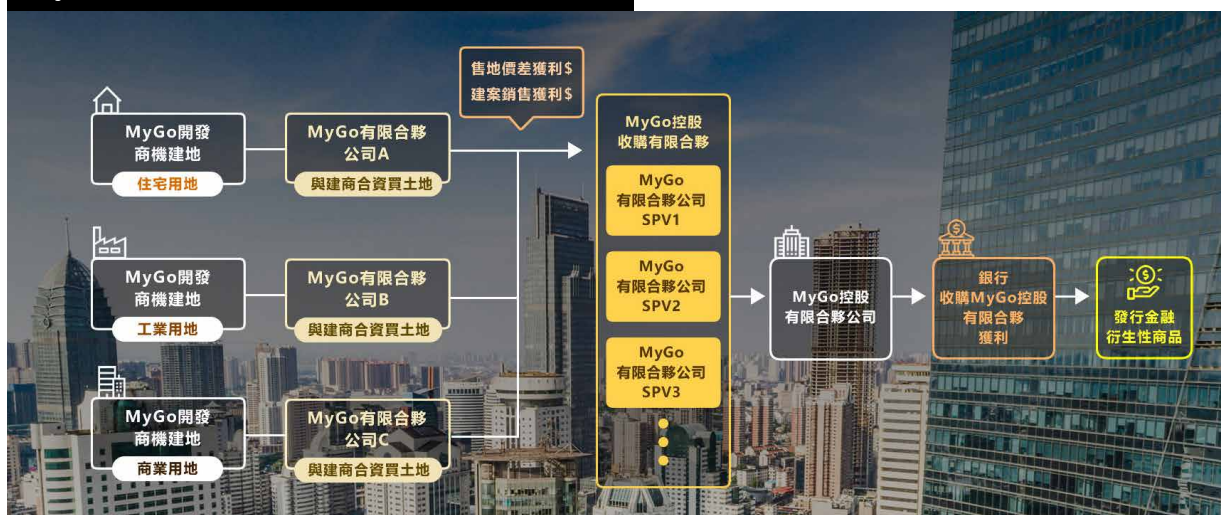 售地價差獲利$
建案銷售獲利$
MyGo開發
商機建地
住宅用地
MyGo有限合夥
公司A
與建商合資買土地
MyGo開發
商機建地
工業用地
MyGo有限合夥
公司B
與建商合資買土地
MyGo開發
商機建地
商業用地
MyGo有限合夥
公司C
與建商合資買土地
MyGo控股
收購有限合夥
MyGo
有限合夥公司
SPV1
MyGo
有限合夥公司
SPV2
MyGo
有限合夥公司
SPV3
MyGo控股
有限合夥公司
銀行
收購MyGo控股
有限合夥
獲利
發行金融
衍生性商品